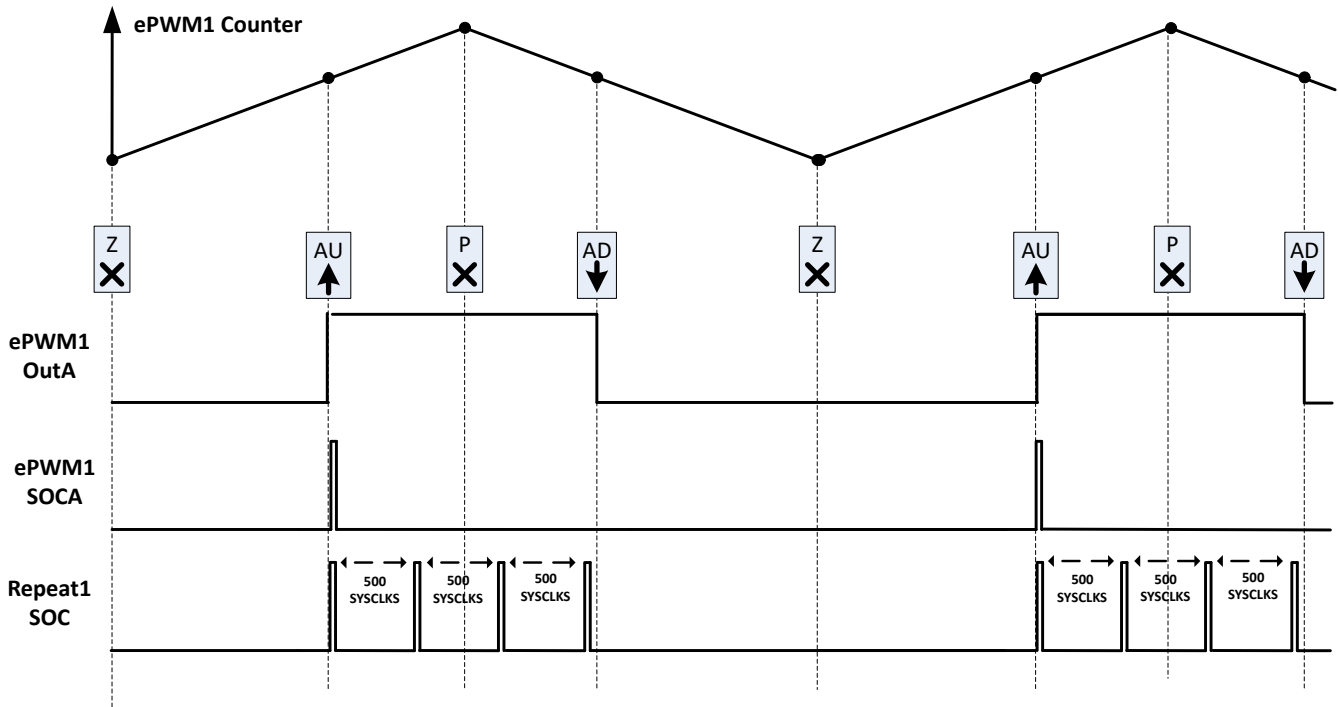 ePWM1 Counter
Z
AU
P
AD
Z
AU
P
AD
ePWM1
OutA
ePWM1
SOCA
Repeat1
SOC
500
SYSCLKS
500
SYSCLKS
500
SYSCLKS
500
SYSCLKS
500
SYSCLKS
500
SYSCLKS